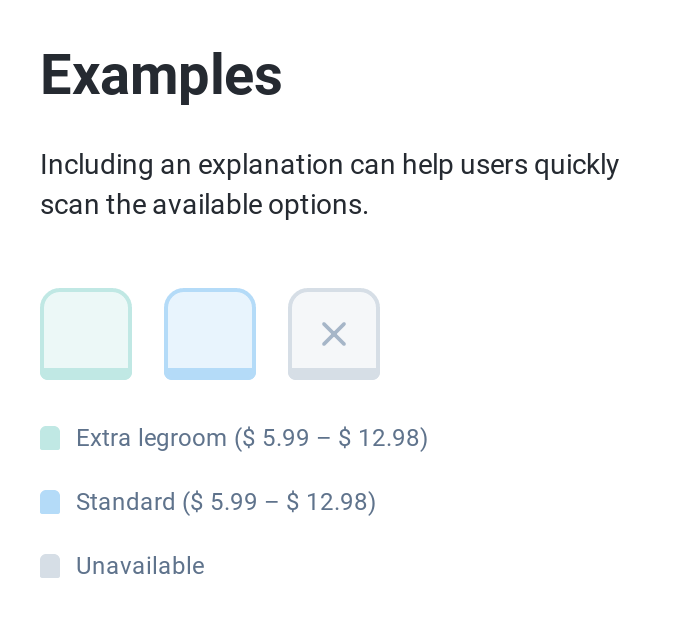 Examples
Including an explanation can help users quickly
scan the available options.
Extra legroom ($ 5.99 – $ 12.98)
Standard ($ 5.99 – $ 12.98)
Unavailable